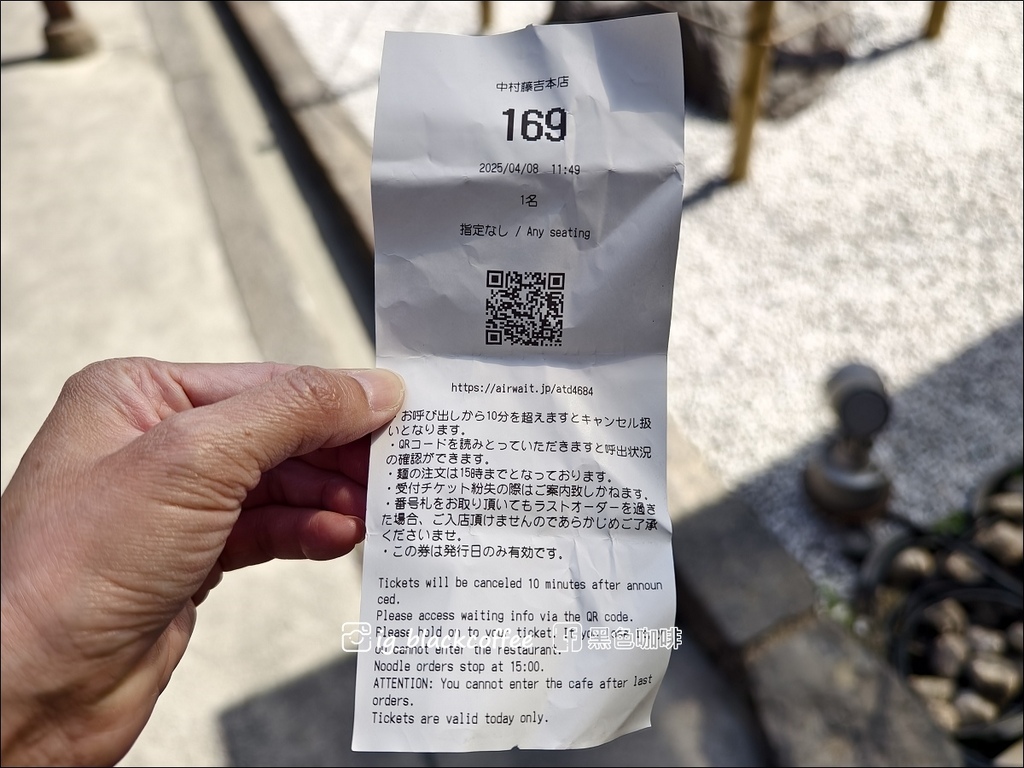 中村藤吉本店
169
2025/04/08 11:49
1名
指定なし / Any seating
https://airwait.jp/atd4684
・お呼び出しから10分を超えますとキャンセル扱
いとなります。
・QRコードを読みとっていただきますと呼出状況
の確認ができます。
・麺の注文は15時までとなっております。
・受付チケット紛失の際はご案内致しかねます。
・番号札をお取り頂いてもラストオーダーを過ぎ
た場合、ご入店頂けませんのであらかじめご了承
くださいませ。
・この券は発行日のみ有効です。
Tickets will be canceled 10 minutes after announ
ced.
Please access waiting info via the QR code.
Please hold on to your ticket. If you
cannot enter the restaurant.
ig.blackcoffee 黑色咖啡
Noodle orders stop at 15:00.
ATTENTION: You cannot enter the cafe after last
orders.
Tickets are valid today only.